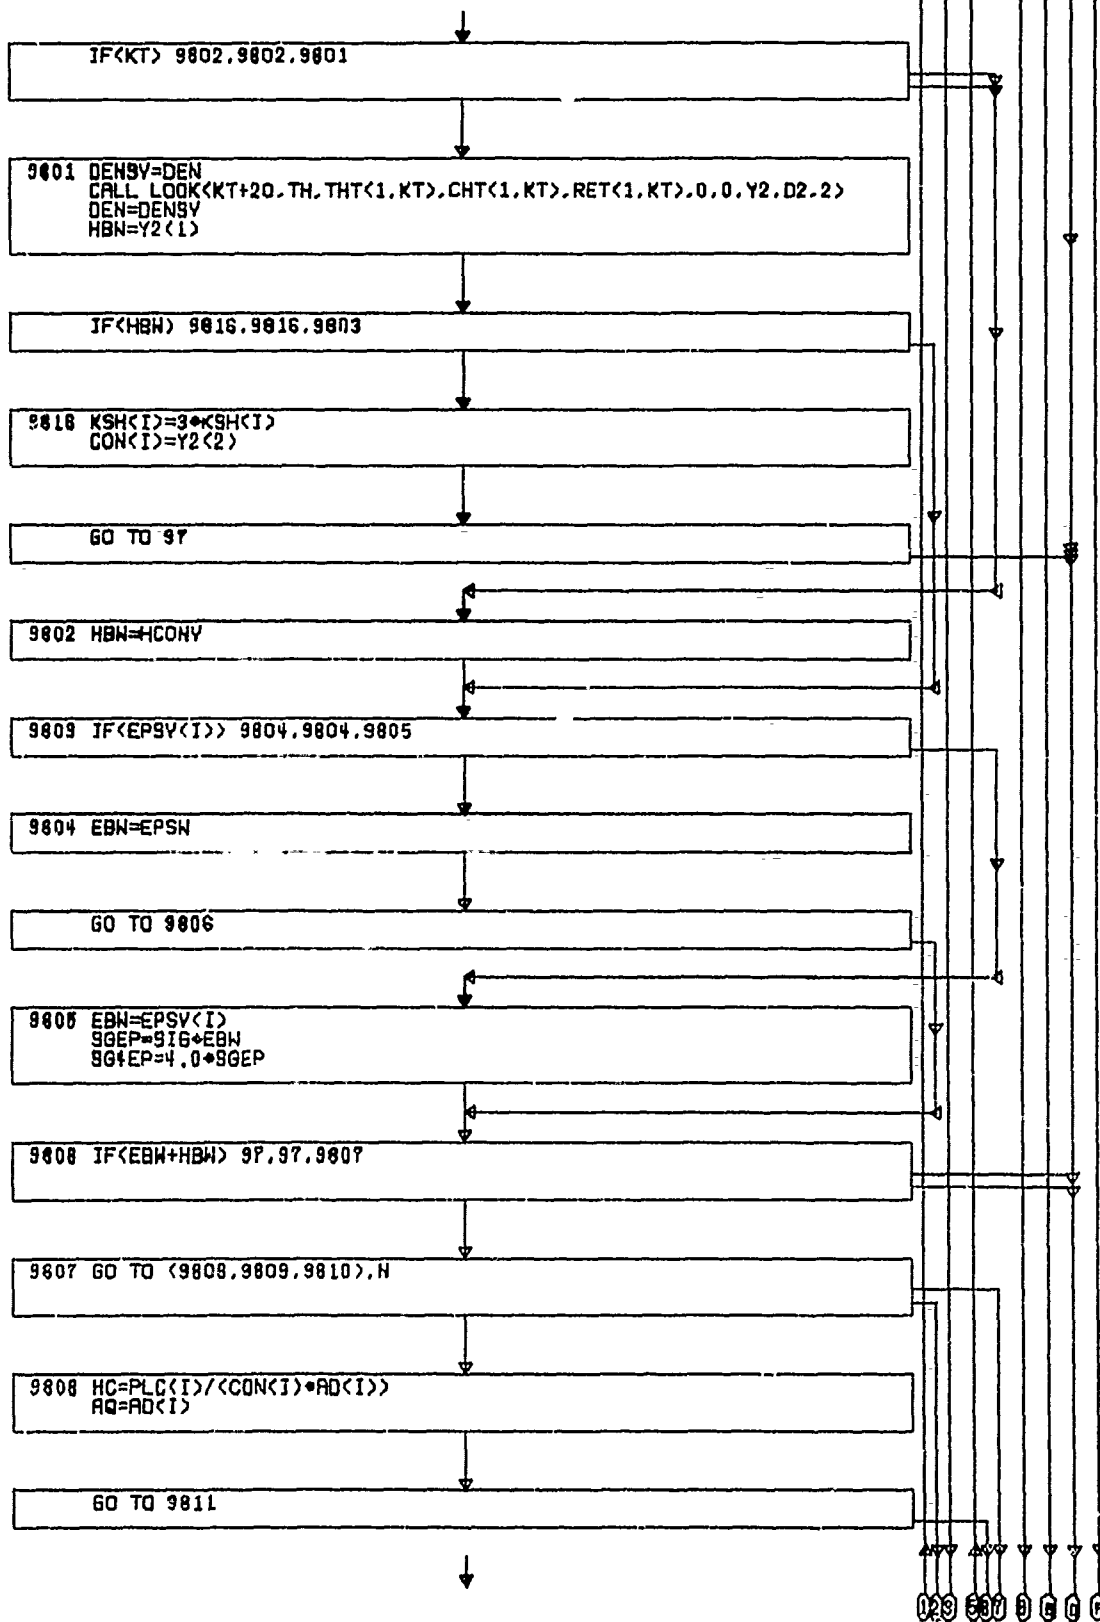 IF(KT) 9802,9802,9801
9801 DENSV=DEN
CALL LOOK(KT+20,TH,THT(1,KT),CHT(1,KT),RET(1,KT),0,0,Y2,D2,2)
DEN=DENSV
HBW=Y2(1)
IF(HBW) 9816,9816,9803
9816 KSH(I)=3*KSH(I)
CON(I)=Y2(2)
GO TO 97
9802 HBW=HCONV
9803 IF(EPSV(I)) 9804,9804,9805
9804 EBW=EPSW
GO TO 9806
9805 EBW=EPSV(I)
SGEP=SIG*EBW
SG4EP=4.0*SGEP
9806 IF(EBW+HBW) 97,97,9807
9807 GO TO (9808,9809,9810),N
9808 HC=PLC(I)/(CON(I)*AD(I))
AQ=AD(I)
GO TO 9811